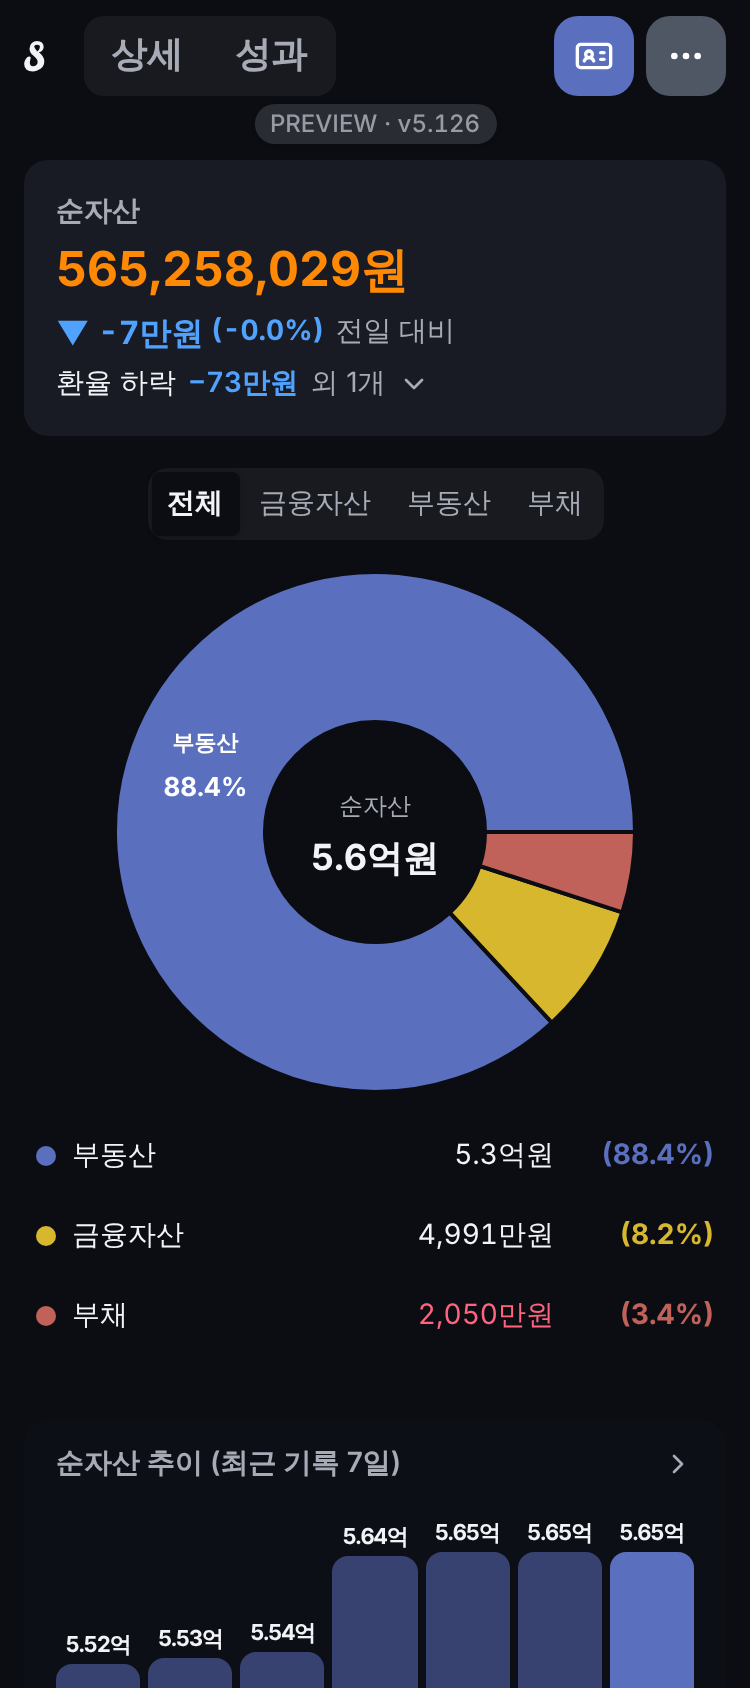 S
상세 성과
PREVIEW · v5.126
순자산
565,258,029원
▼ -7만원 (-0.0%) 전일 대비
환율 하락 -73만원 외 1개
전체 금융자산 부동산 부채
부동산
88.4%
순자산
5.6억원
부동산 5.3억원 (88.4%)
금융자산 4,991만원 (8.2%)
부채 2,050만원 (3.4%)
순자산 추이 (최근 기록 7일)
5.52억 5.53억 5.54억 5.64억 5.65억 5.65억 5.65억